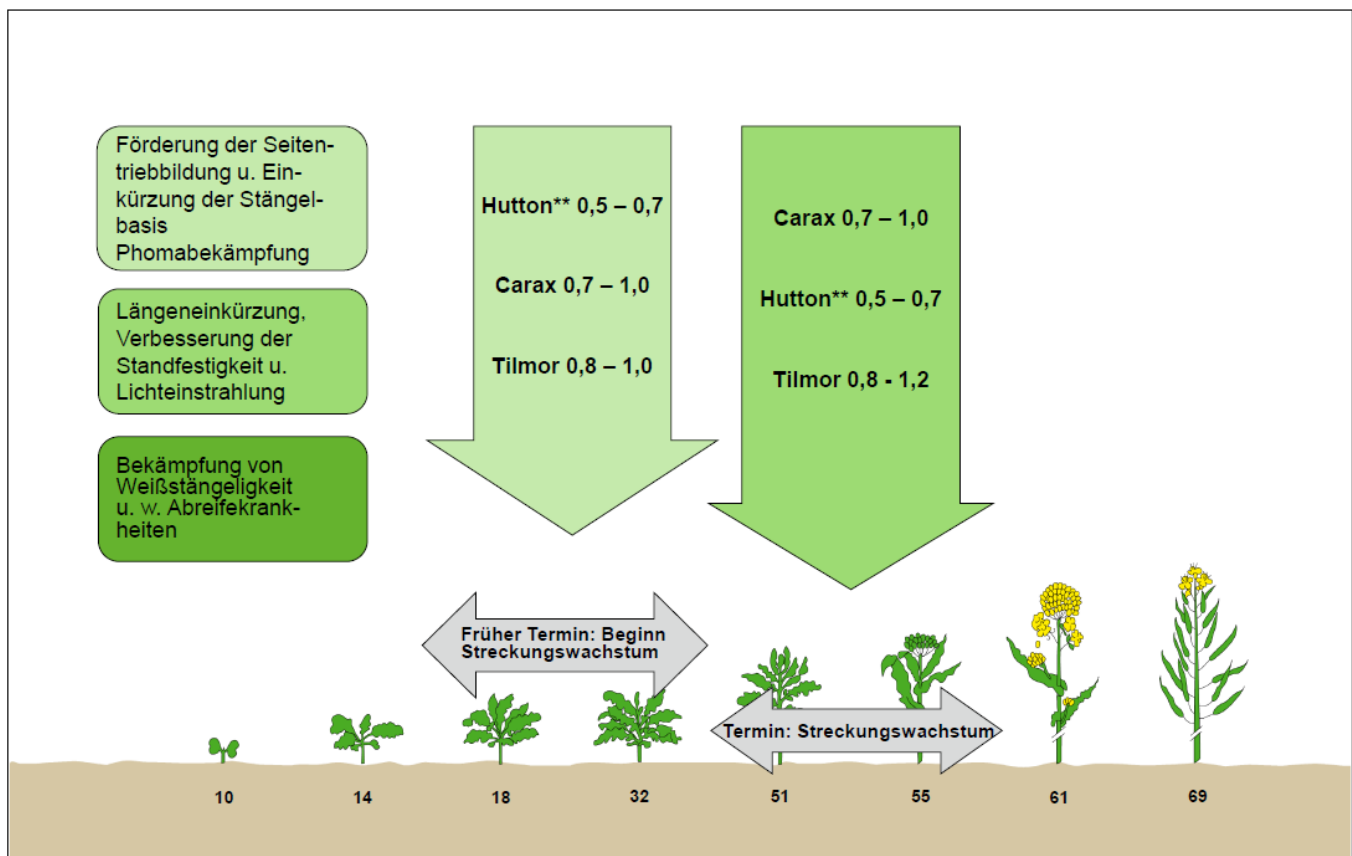 Förderung der Seiten-
triebbildung u. Ein-
kürzung der Stängel-
basis
Phomabekämpfung
Längeneinkürzung,
Verbesserung der
Standfestigkeit u.
Lichteinstrahlung
Bekämpfung von
Weißstängeligkeit
u. w. Abreifekrank-
heiten
Hutton** 0,5 – 0,7
Carax 0,7 – 1,0
Tilmor 0,8 – 1,0
Carax 0,7 – 1,0
Hutton** 0,5 – 0,7
Tilmor 0,8 - 1,2
Früher Termin: Beginn
Streckungswachstum
Termin: Streckungswachstum
10 14 18 32 51 55 61 69